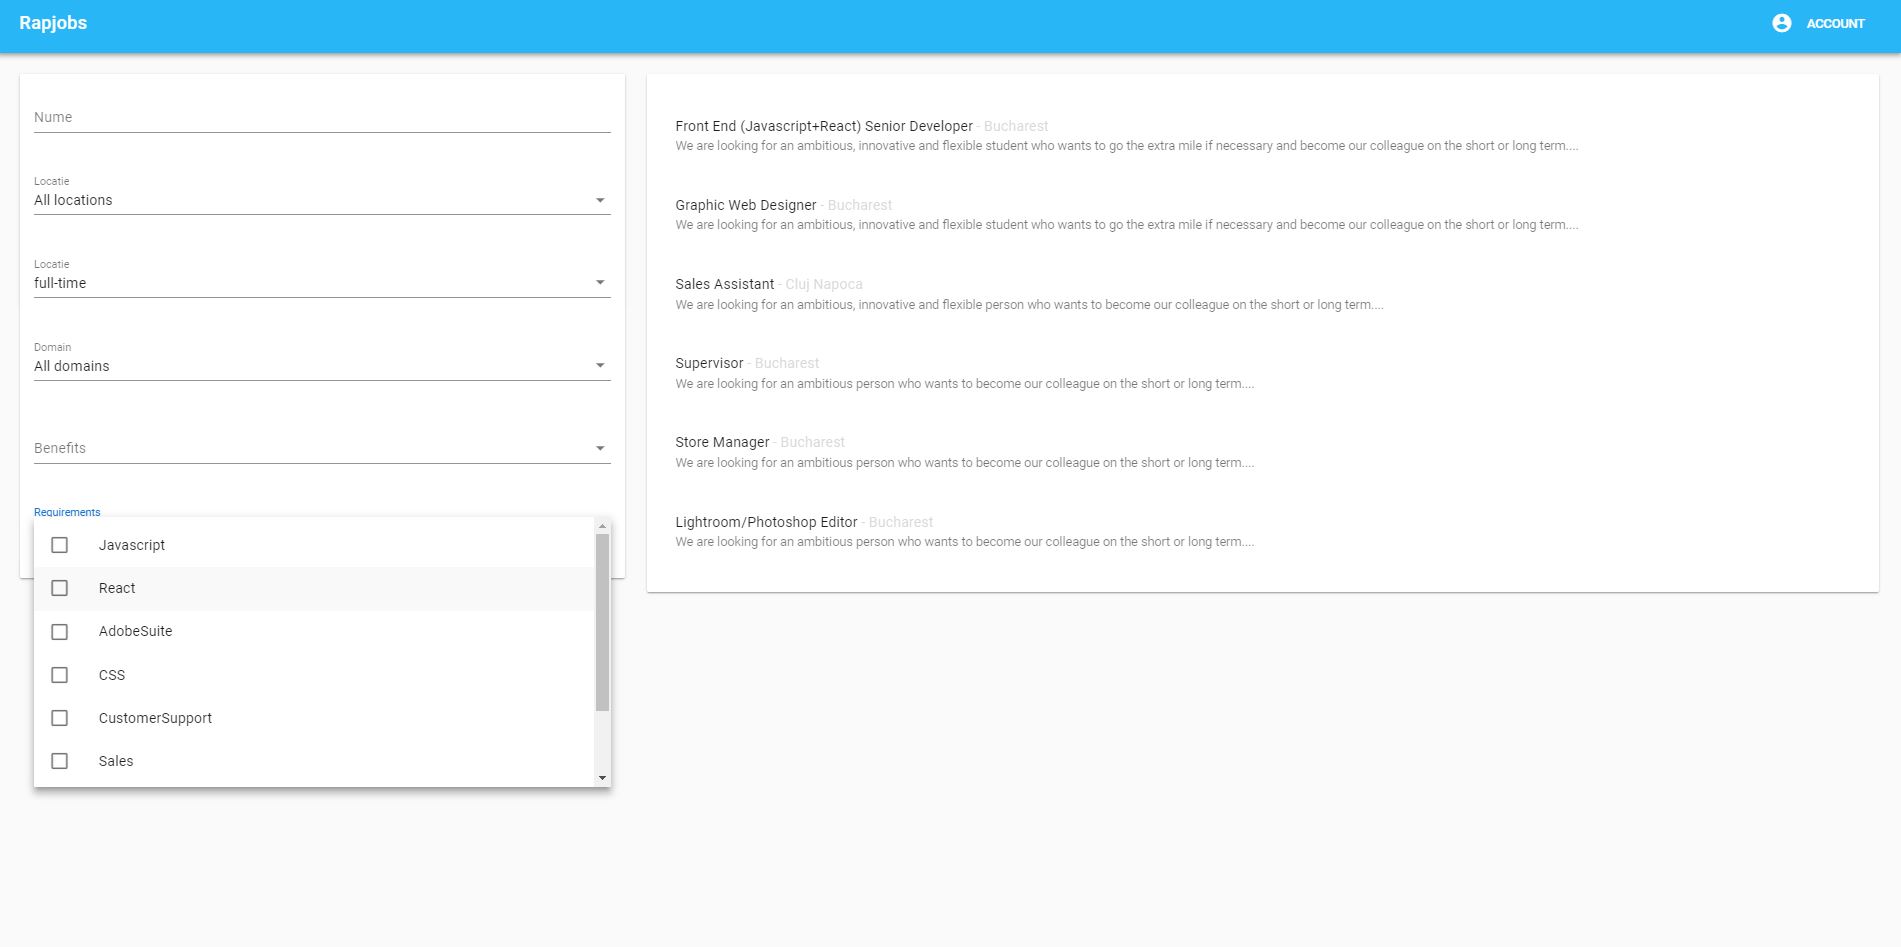 Rapjobs
ACCOUNT
Nume
Locatie
All locations
Locatie
full-time
Domain
All domains
Benefits
Requirements
Javascript
React
AdobeSuite
CSS
CustomerSupport
Sales
Front End (Javascript+React) Senior Developer - Bucharest
We are looking for an ambitious, innovative and flexible student who wants to go the extra mile if necessary and become our colleague on the short or long term....
Graphic Web Designer - Bucharest
We are looking for an ambitious, innovative and flexible student who wants to go the extra mile if necessary and become our colleague on the short or long term....
Sales Assistant - Cluj Napoca
We are looking for an ambitious, innovative and flexible person who wants to become our colleague on the short or long term....
Supervisor - Bucharest
We are looking for an ambitious person who wants to become our colleague on the short or long term....
Store Manager - Bucharest
We are looking for an ambitious person who wants to become our colleague on the short or long term....
Lightroom/Photoshop Editor - Bucharest
We are looking for an ambitious person who wants to become our colleague on the short or long term....